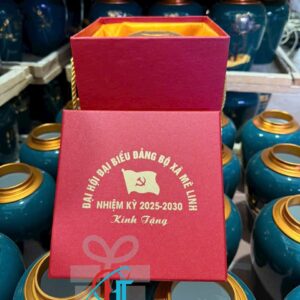 ĐẠI HỘI ĐẠI BIỂU ĐẢNG BỘ XÃ MÊ LINH
NHIỆM KỲ 2025-2030
Kính Tặng